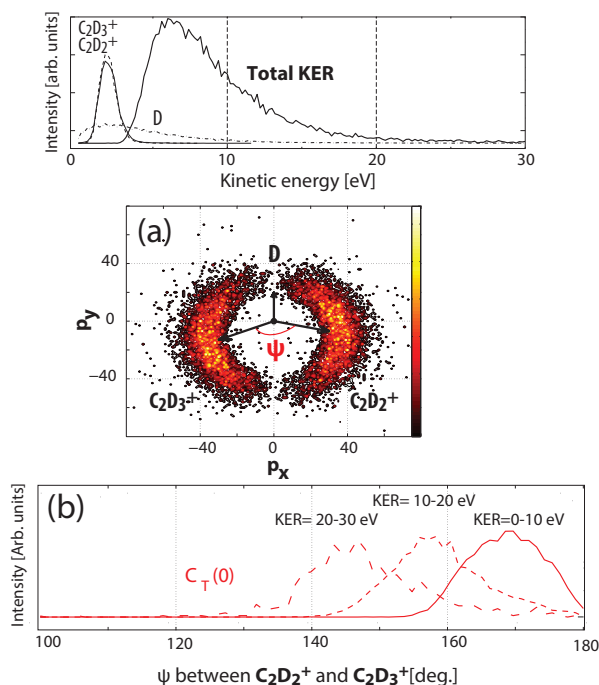 Intensity [arb. units]
C2D3+
C2D2+
D
Total KER
0 10 20 30
Kinetic energy [eV]
(a)
D
40
0
−40
py
ψ
C2D3+
C2D2+
−40 0 40
px
(b)
KER= 10-20 eV
KER= 20-30 eV
KER=0-10 eV
Intensity [Arb. units]
CT(0)
100 120 140 160 180
ψ between C2D2+ and C2D3+[deg.]